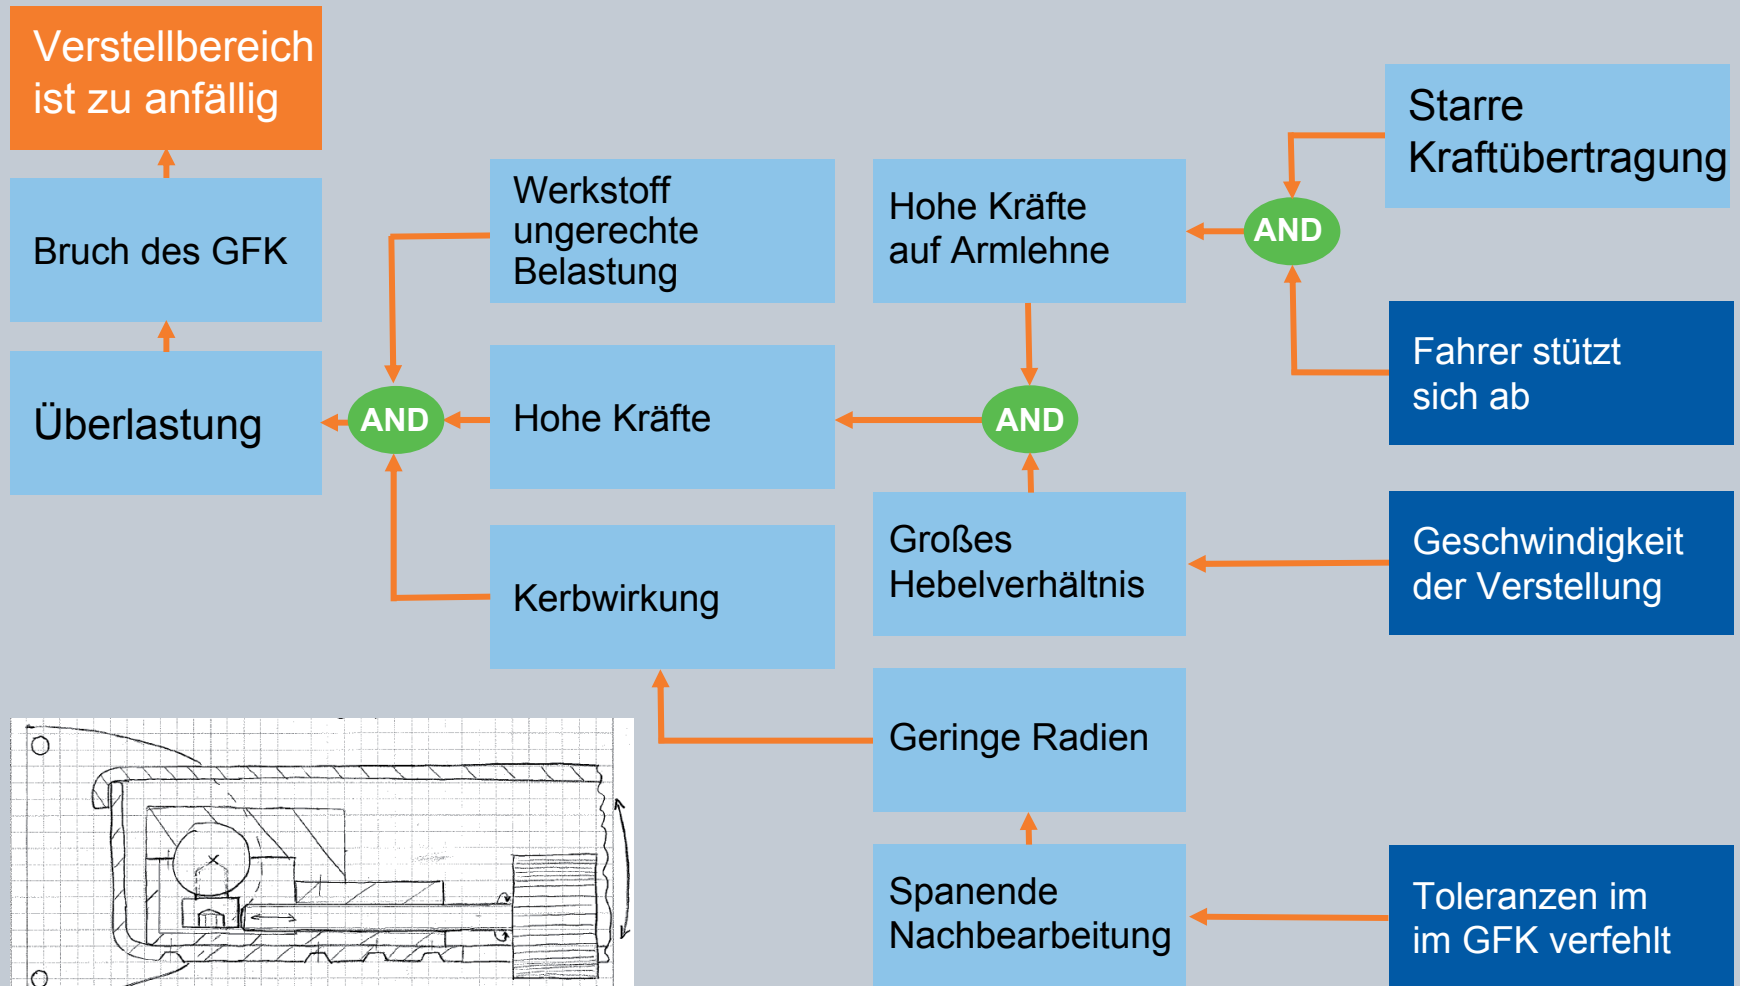 Verstellbereich
ist zu anfällig
Bruch des GFK
Überlastung
AND
Werkstoff
ungerechte
Belastung
Hohe Kräfte
Kerbwirkung
Hohe Kräfte
auf Armlehne
AND
Großes
Hebelverhältnis
Geringe Radien
Spanende
Nachbearbeitung
AND
Starre
Kraftübertragung
Fahrer stützt
sich ab
Geschwindigkeit
der Verstellung
Toleranzen im
im GFK verfehlt